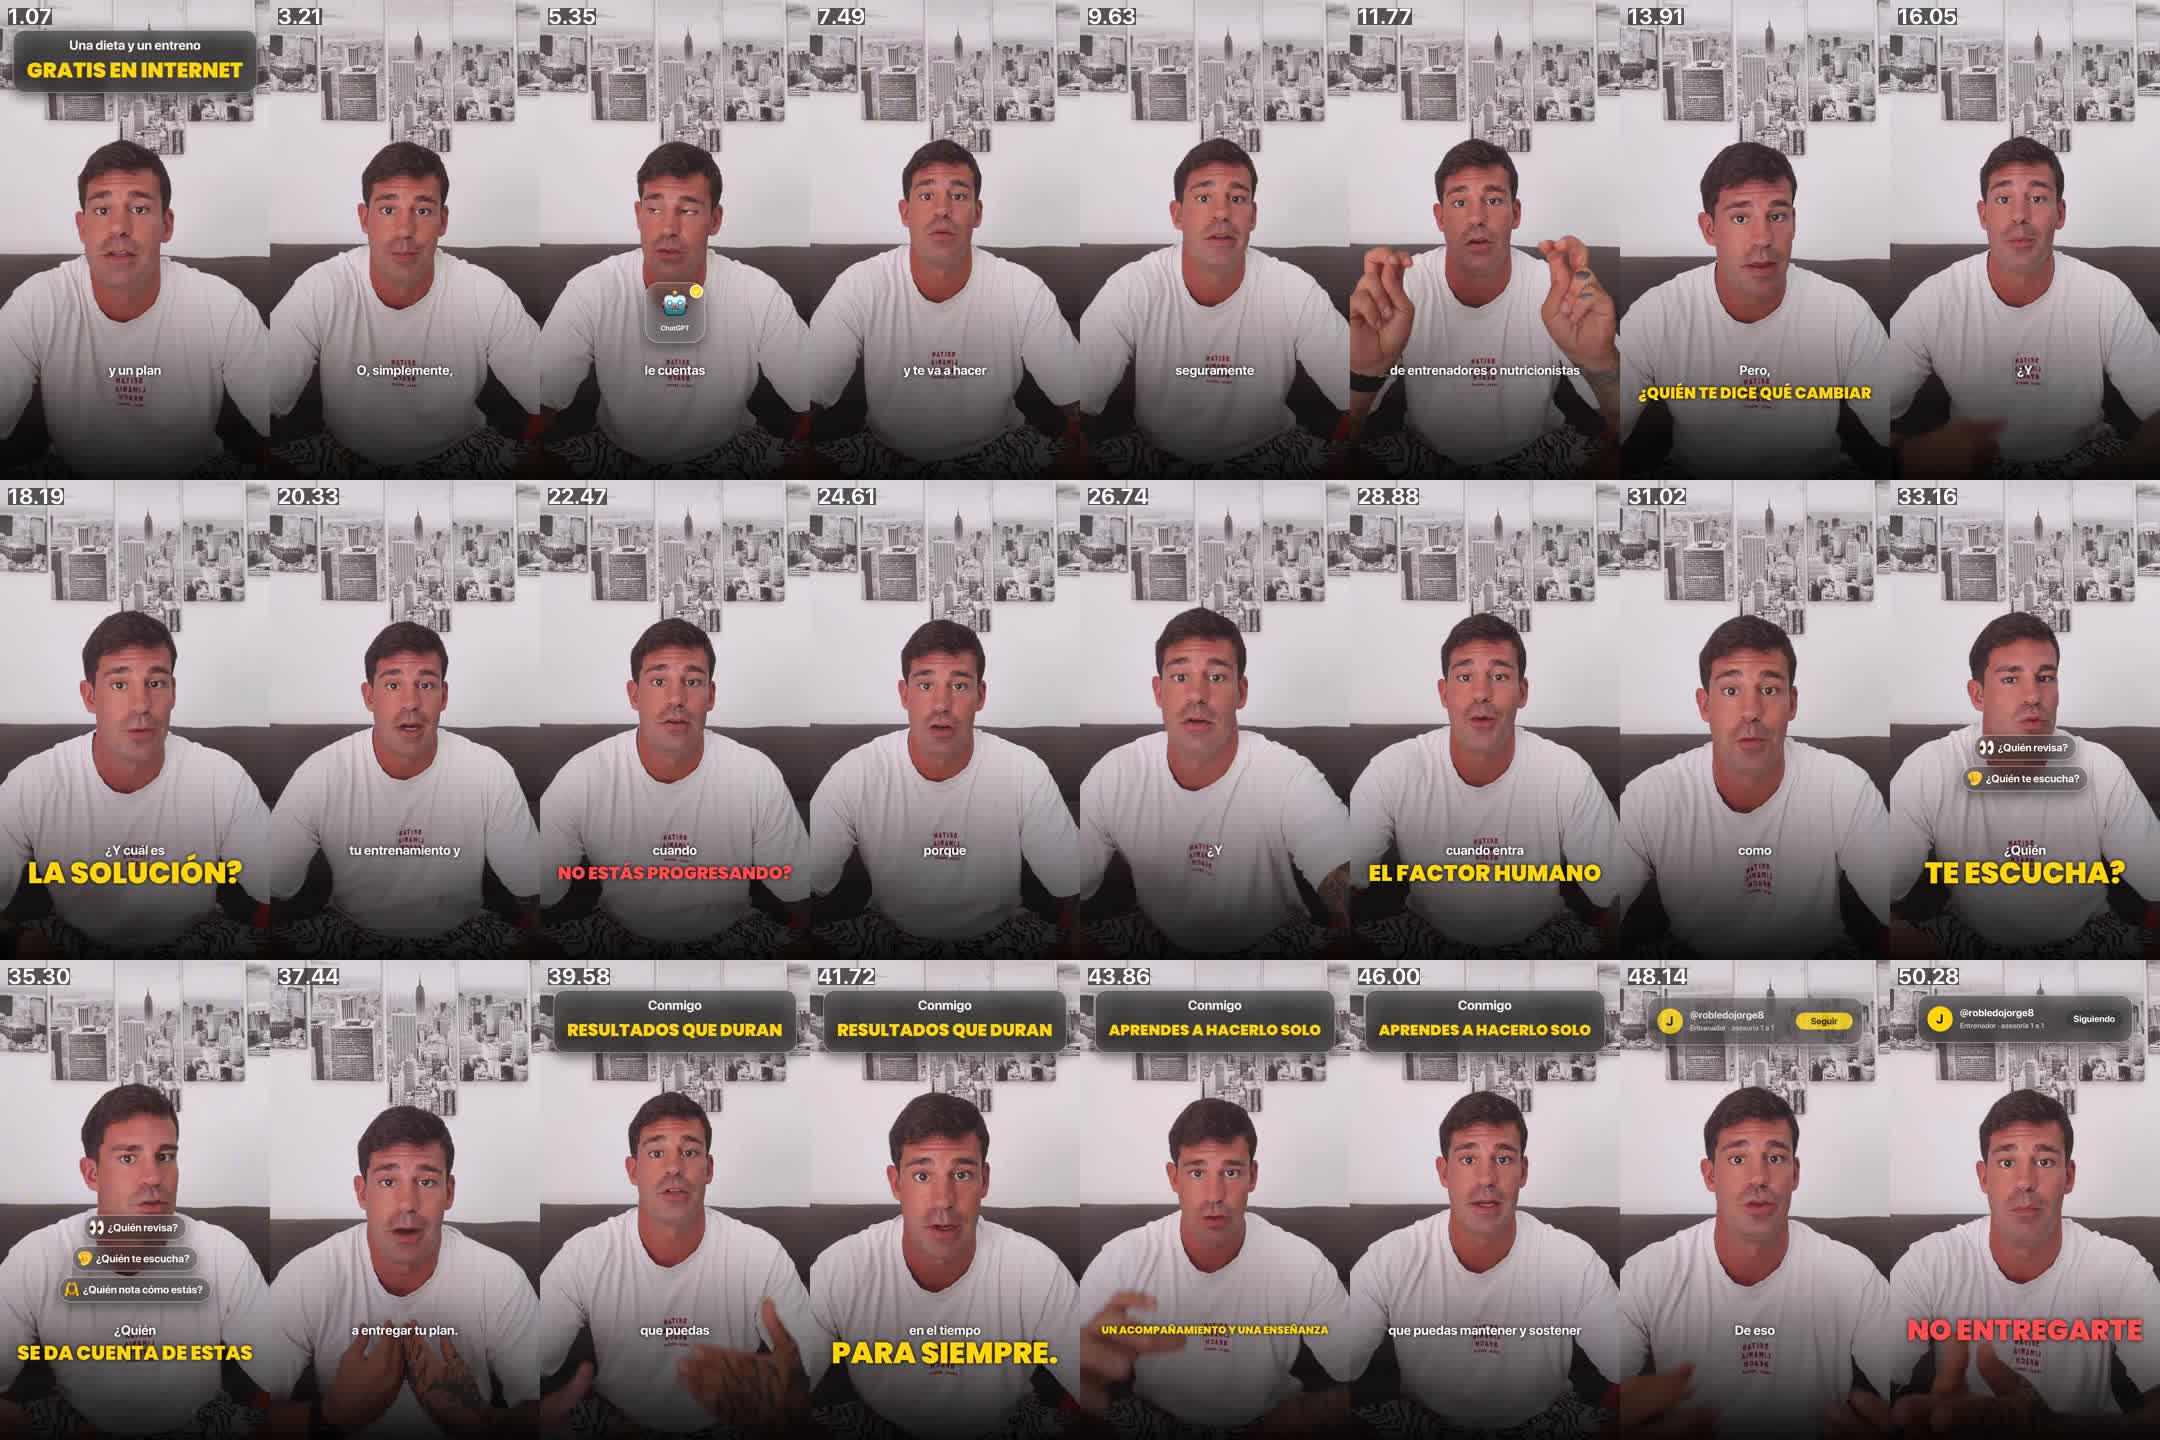 1.07
Una dieta y un entreno
GRATIS EN INTERNET
y un plan
3.21
O, simplemente,
5.35
ChatGPT
le cuentas
7.49
y te va a hacer
9.63
seguramente
11.77
de entrenadores o nutricionistas
13.91
Pero,
¿QUIÉN TE DICE QUÉ CAMBIAR
16.05
¿Y
18.19
¿Y cuál es
LA SOLUCIÓN?
20.33
tu entrenamiento y
22.47
cuando
NO ESTÁS PROGRESANDO?
24.61
porque
26.74
¿Y
28.88
cuando entra
EL FACTOR HUMANO
31.02
como
33.16
¿Quién revisa?
¿Quién te escucha?
¿Quién
TE ESCUCHA?
35.30
¿Quién revisa?
¿Quién te escucha?
¿Quién nota cómo estás?
¿Quién
SE DA CUENTA DE ESTAS
37.44
a entregar tu plan.
39.58
Conmigo
RESULTADOS QUE DURAN
que puedas
41.72
Conmigo
RESULTADOS QUE DURAN
en el tiempo
PARA SIEMPRE.
43.86
Conmigo
APRENDES A HACERLO SOLO
UN ACOMPAÑAMIENTO Y UNA ENSEÑANZA
46.00
Conmigo
APRENDES A HACERLO SOLO
que puedas mantener y sostener
48.14
J
@robledojorge8
Entrenador · asesoría 1 a 1
Seguir
De eso
50.28
J
@robledojorge8
Entrenador · asesoría 1 a 1
Siguiendo
NO ENTREGARTE